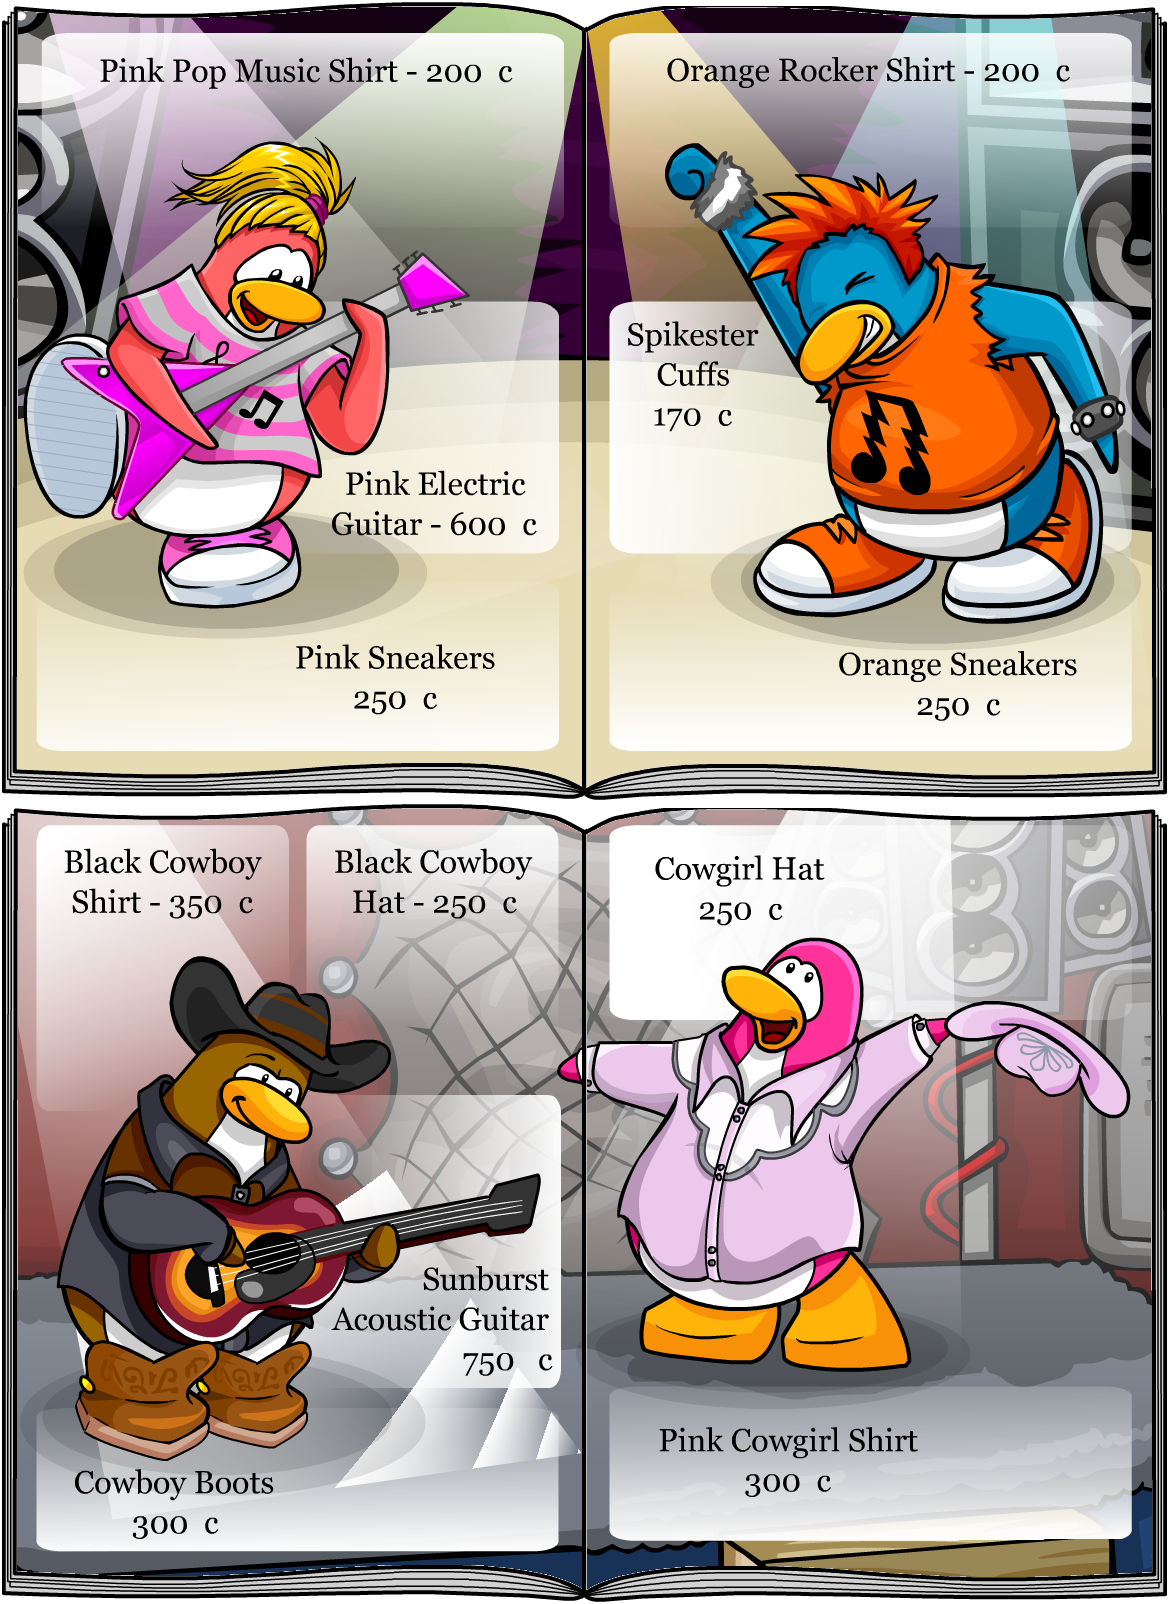 Pink Pop Music Shirt - 200 c
Pink Electric
Guitar - 600 c
Pink Sneakers
250 c
Orange Rocker Shirt - 200 c
Spikester
Cuffs
170 c
Orange Sneakers
250 c
Black Cowboy
Shirt - 350 c
Black Cowboy
Hat - 250 c
Sunburst
Acoustic Guitar
750 c
Cowboy Boots
300 c
Cowgirl Hat
250 c
Pink Cowgirl Shirt
300 c